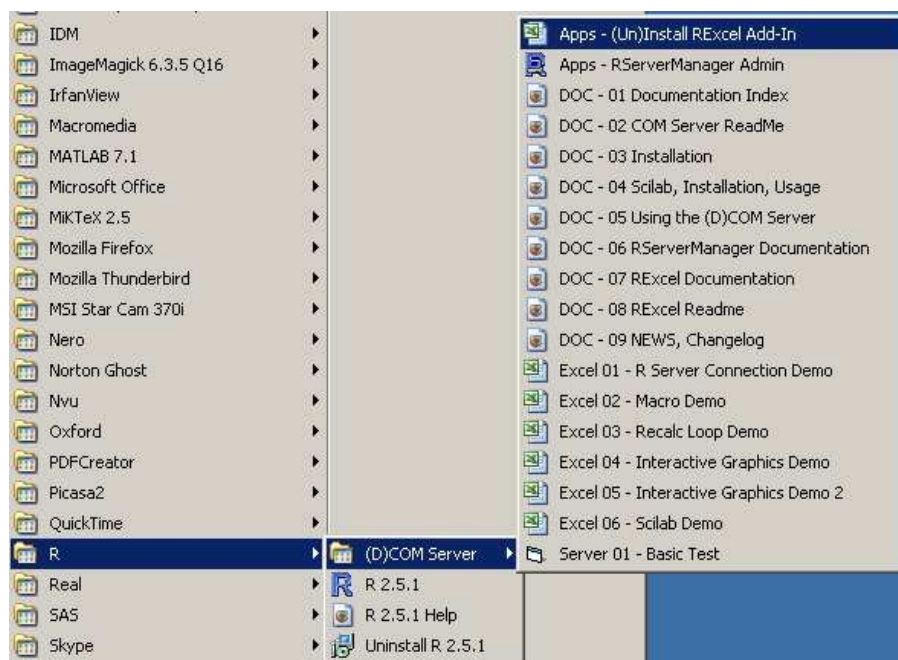 IDM
ImageMagick 6.3.5 Q16
IrfanView
Macromedia
MATLAB 7.1
Microsoft Office
MiKTeX 2.5
Mozilla Firefox
Mozilla Thunderbird
MSI Star Cam 370i
Nero
Norton Ghost
Nvu
Oxford
PDFCreator
Picasa2
QuickTime
R
Real
SAS
Skype
(D)COM Server
R 2.5.1
R 2.5.1 Help
Uninstall R 2.5.1
Apps - (Un)Install RExcel Add-In
Apps - RServerManager Admin
DOC - 01 Documentation Index
DOC - 02 COM Server ReadMe
DOC - 03 Installation
DOC - 04 Scilab, Installation, Usage
DOC - 05 Using the (D)COM Server
DOC - 06 RServerManager Documentation
DOC - 07 RExcel Documentation
DOC - 08 RExcel Readme
DOC - 09 NEWS, Changelog
Excel 01 - R Server Connection Demo
Excel 02 - Macro Demo
Excel 03 - Recalc Loop Demo
Excel 04 - Interactive Graphics Demo
Excel 05 - Interactive Graphics Demo 2
Excel 06 - Scilab Demo
Server 01 - Basic Test